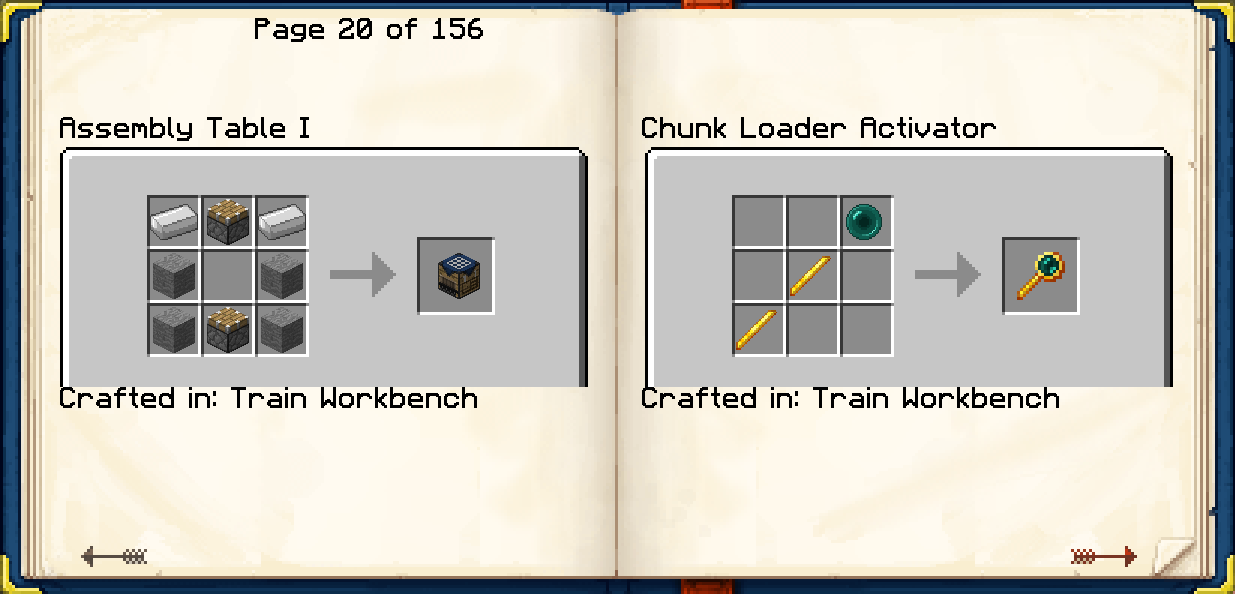 Page 20 of 156
Assembly Table I
Crafted in: Train Workbench
Chunk Loader Activator
Crafted in: Train Workbench